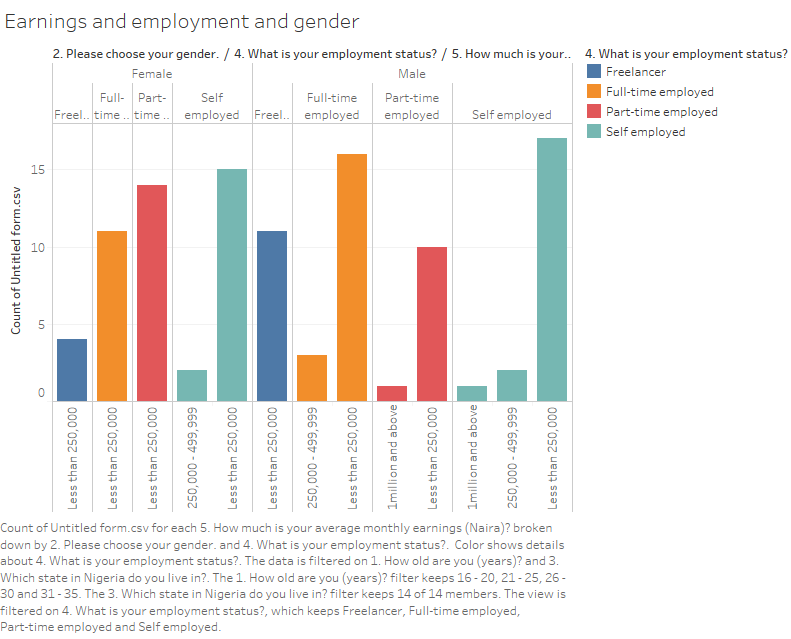 Earnings and employment and gender
2. Please choose your gender. / 4. What is your employment status? / 5. How much is your..
4. What is your employment status?
Freelancer
Full-time employed
Part-time employed
Self employed
Female
Male
Freel..
Full-
time ..
Part-
time ..
Self
employed
Freel..
Full-time
employed
Part-time
employed
Self employed
Count of Untitled form.csv
15
10
5
0
Less than 250,000
Less than 250,000
Less than 250,000
250,000 - 499,999
Less than 250,000
Less than 250,000
250,000 - 499,999
Less than 250,000
1million and above
Less than 250,000
1million and above
250,000 - 499,999
Less than 250,000
Count of Untitled form.csv for each 5. How much is your average monthly earnings (Naira)? broken
down by 2. Please choose your gender. and 4. What is your employment status?. Color shows details
about 4. What is your employment status?. The data is filtered on 1. How old are you (years)? and 3.
Which state in Nigeria do you live in?. The 1. How old are you (years)? filter keeps 16 - 20, 21 - 25, 26 -
30 and 31 - 35. The 3. Which state in Nigeria do you live in? filter keeps 14 of 14 members. The view is
filtered on 4. What is your employment status?, which keeps Freelancer, Full-time employed,
Part-time employed and Self employed.